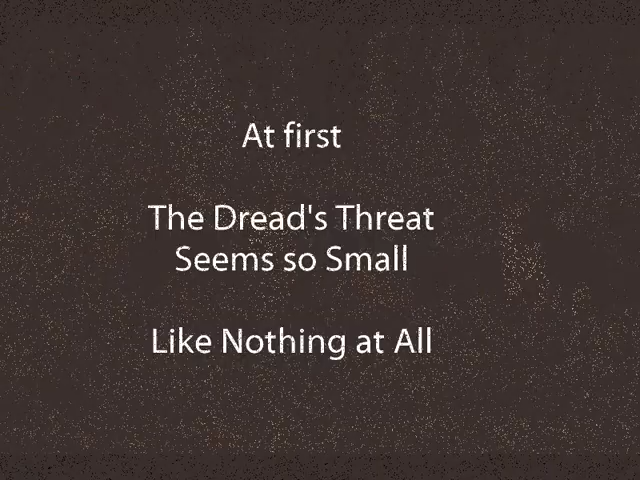 At first
The Dread's Threat
Seems so Small
Like Nothing at All